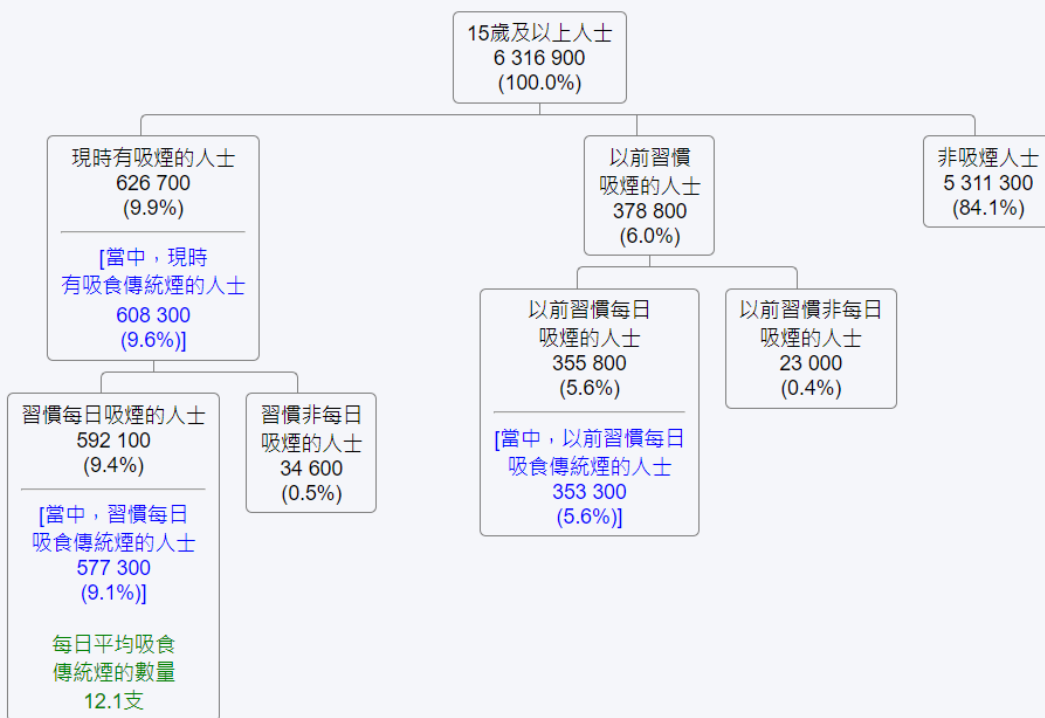 15歲及以上人士
6 316 900
(100.0%)
現時有吸煙的人士
626 700
(9.9%)
[當中，現時
有吸食傳統煙的人士
608 300
(9.6%)]
以前習慣
吸煙的人士
378 800
(6.0%)
非吸煙人士
5 311 300
(84.1%)
習慣每日吸煙的人士
592 100
(9.4%)
[當中，習慣每日
吸食傳統煙的人士
577 300
(9.1%)]
每日平均吸食
傳統煙的數量
12.1支
習慣非每日
吸煙的人士
34 600
(0.5%)
以前習慣每日
吸煙的人士
355 800
(5.6%)
[當中，以前習慣每日
吸食傳統煙的人士
353 300
(5.6%)]
以前習慣非每日
吸煙的人士
23 000
(0.4%)